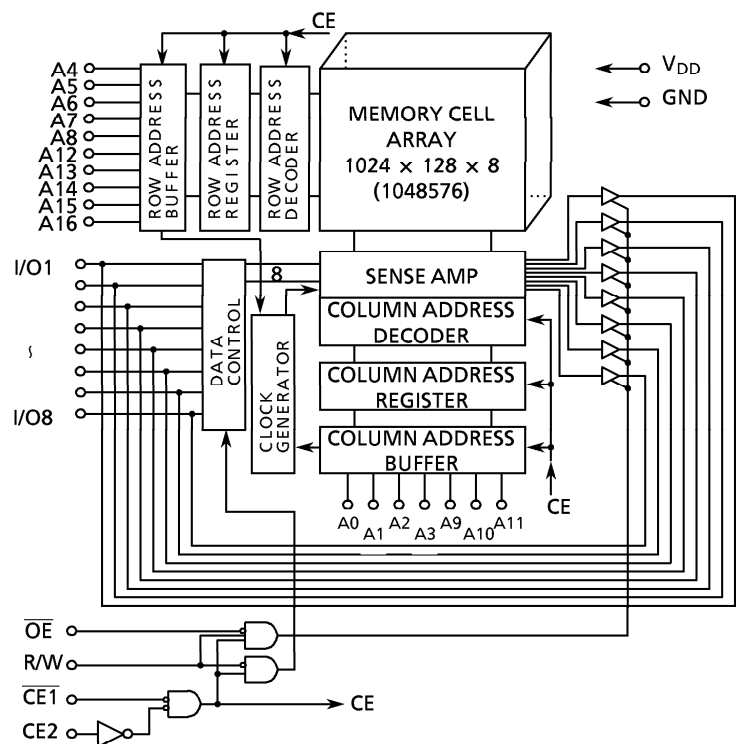 CE
A4
A5
A6
A7
A8
A12
A13
A14
A15
A16
ROW ADDRESS
BUFFER
ROW ADDRESS
REGISTER
ROW ADDRESS
DECODER
MEMORY CELL
ARRAY
1024 × 128 × 8
(1048576)
VDD
GND
I/O1
~
I/O8
DATA
CONTROL
8
CLOCK
GENERATOR
SENSE AMP
COLUMN ADDRESS
DECODER
COLUMN ADDRESS
REGISTER
COLUMN ADDRESS
BUFFER
A0
A1
A2
A3
A9
A10
A11
CE
O̅E̅
R/W
C̅E̅1̅
CE2
CE